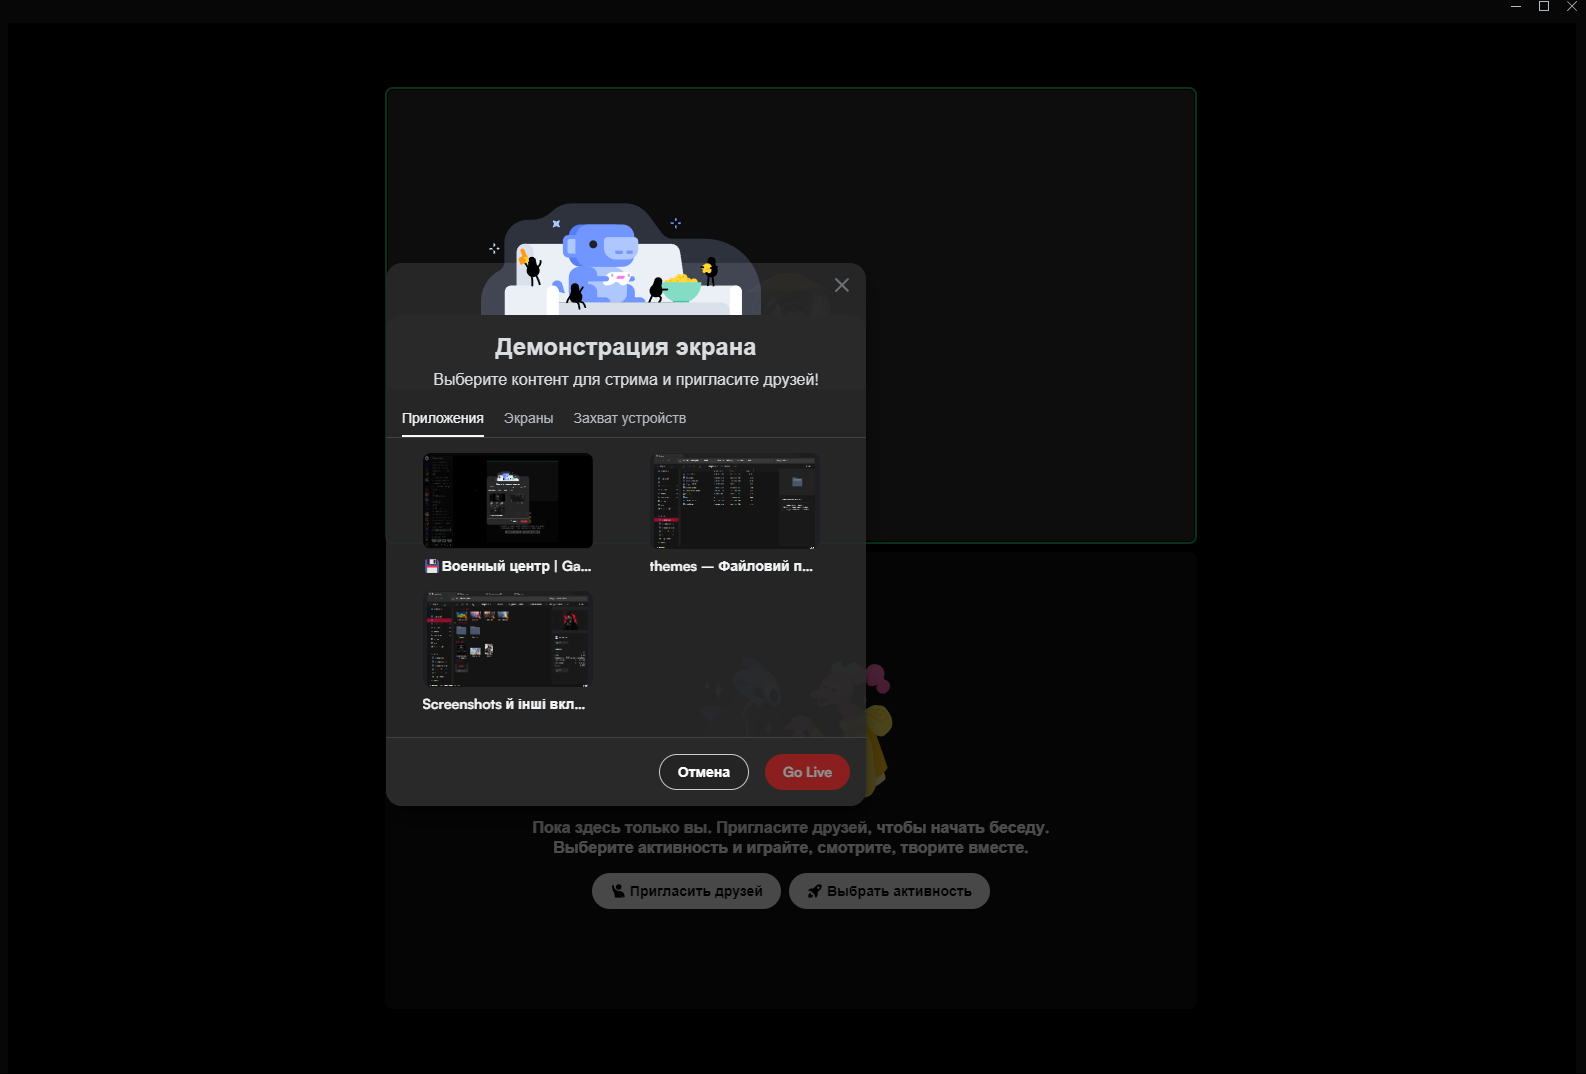 Демонстрация экрана
Выберите контент для стрима и пригласите друзей!
Приложения Экраны Захват устройств
💾 Военный центр | Ga...
themes — Файловий п...
Screenshots й інші вкл...
Отмена Go Live
Пока здесь только вы. Пригласите друзей, чтобы начать беседу.
Выберите активность и играйте, смотрите, творите вместе.
Пригласить друзей Выбрать активность